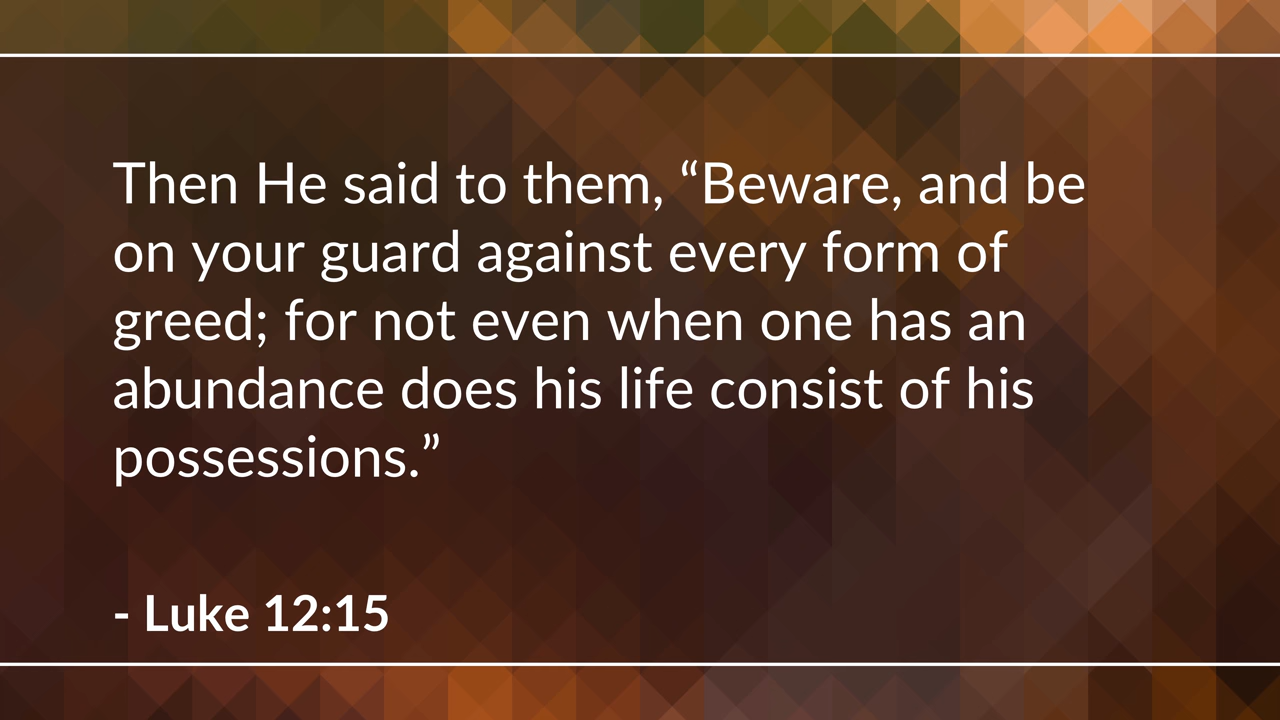 Then He said to them, “Beware, and be
on your guard against every form of
greed; for not even when one has an
abundance does his life consist of his
possessions.”
- Luke 12:15